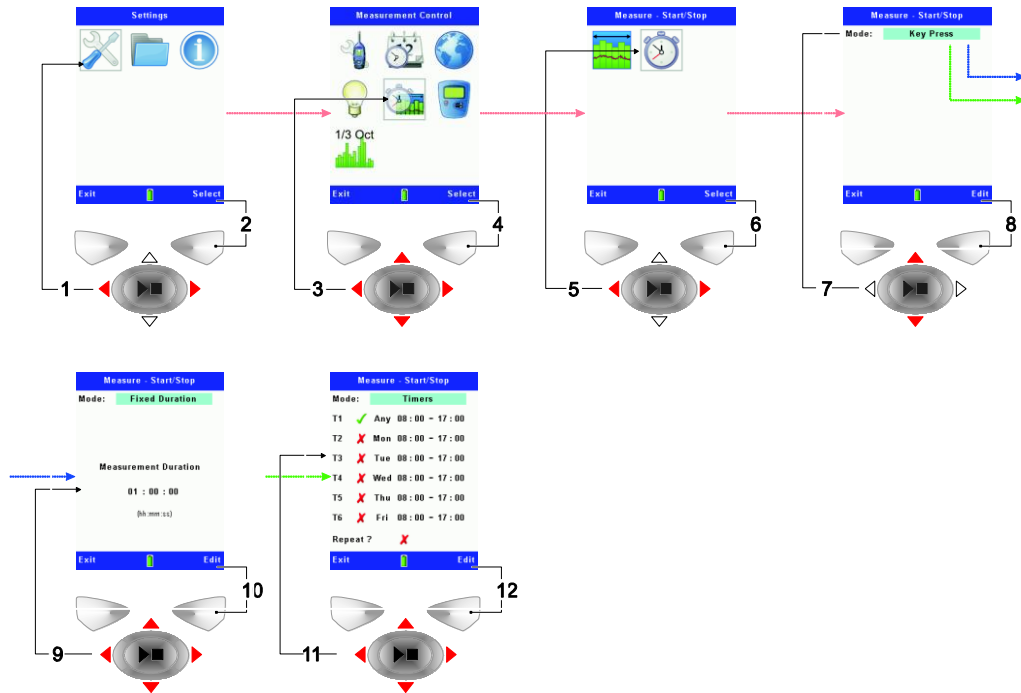 Settings
Exit
Select
2
1
Measurement Control
1/3 Oct
Exit
Select
4
3
Measure - Start/Stop
Exit
Select
6
5
Measure - Start/Stop
Mode: Key Press
Exit
Edit
8
7
Measure - Start/Stop
Mode: Fixed Duration
Measurement Duration
01 : 00 : 00
(hh:mm:ss)
Exit
Edit
10
9
Measure - Start/Stop
Mode: Timers
T1 ✓ Any 08 : 00 - 17 : 00
T2 ✗ Mon 08 : 00 - 17 : 00
T3 ✗ Tue 08 : 00 - 17 : 00
T4 ✗ Wed 08 : 00 - 17 : 00
T5 ✗ Thu 08 : 00 - 17 : 00
T6 ✗ Fri 08 : 00 - 17 : 00
Repeat ? ✗
Exit
Edit
12
11